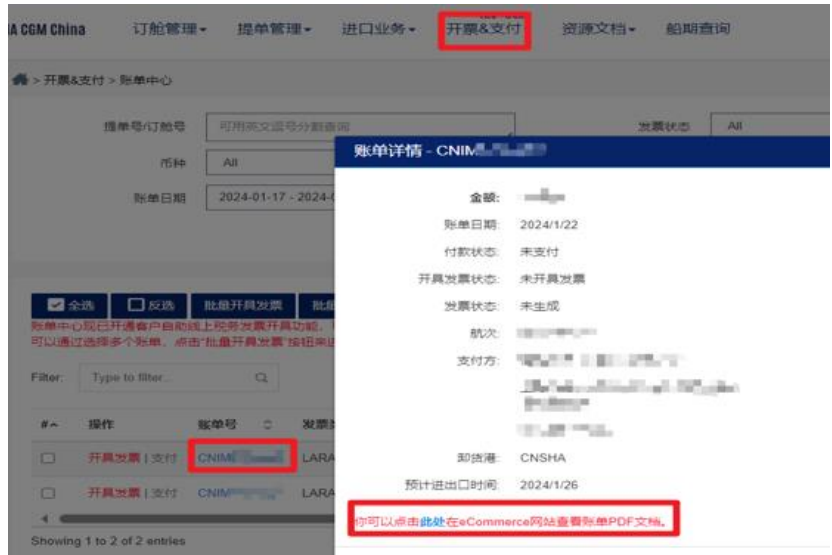 A CGM China 订舱管理 提单管理 进口业务 开票&支付 资源文档 船期查询
> 开票&支付 > 账单中心
提单号/订舱号 可用英文逗号分割查询 发票状态 All
币种 All
账单日期 2024-01-17 - 2024-
全选 反选 批量开具发票
账单中心现已开通客户自助线上税务发票开具功能,
可以通过选择多个账单, 点击"批量开具发票"按钮来
Filter: Type to filter...
# 操作 账单号 发票
开具发票 | 支付 CNIM LARA
开具发票 | 支付 CNIM LARA
Showing 1 to 2 of 2 entries
账单详情 - CNIM
金额:
账单日期: 2024/1/22
付款状态: 未支付
开具发票状态: 未开具发票
发票状态: 未生成
航次:
支付方:
卸货港: CNSHA
预计进出口时间: 2024/1/26
你可以点击此处在eCommerce网站查看账单PDF文档。